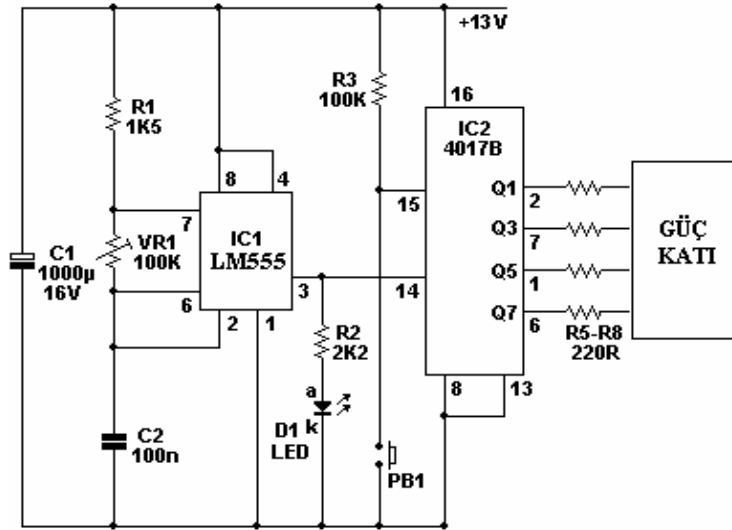 +13V
R1
1K5
R3
100K
16
IC2
4017B
8
4
7
15
Q1
2
Q3
7
Q5
1
Q7
6
GÜÇ
KATI
C1
1000µ
16V
VR1
100K
IC1
LM555
6
3
14
2
1
R2
2K2
R5-R8
220R
8
13
a
k
D1
LED
C2
100n
PB1